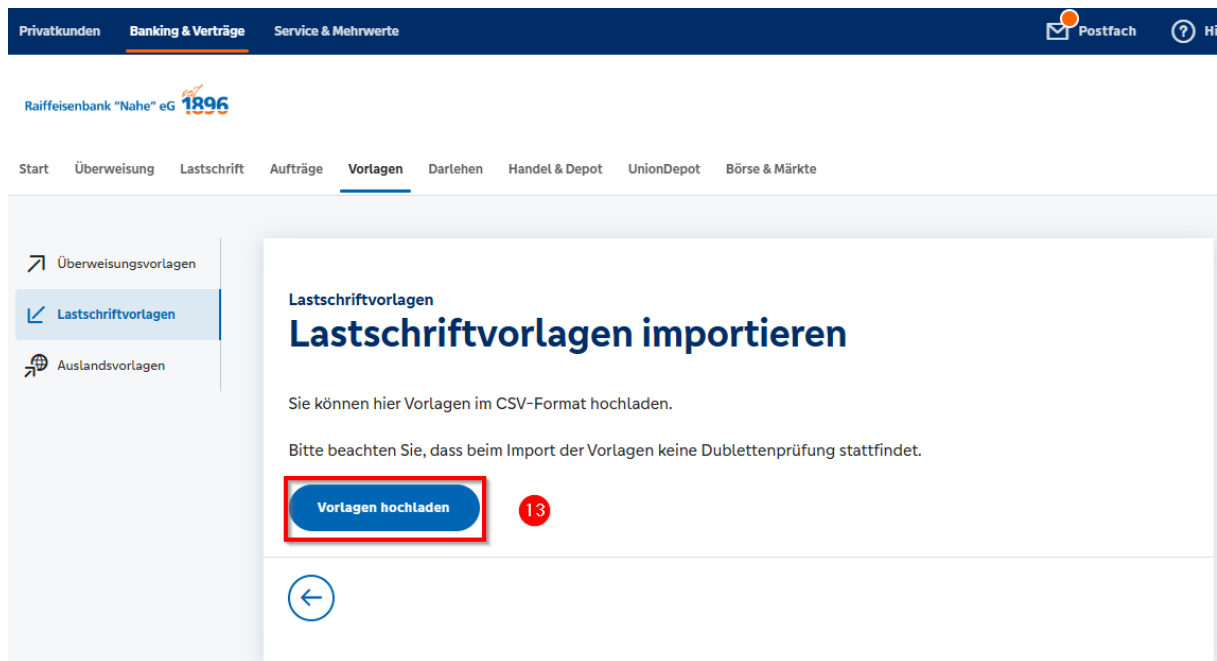 Privatkunden Banking & Verträge Service & Mehrwerte Postfach ? Hi
Raiffeisenbank "Nahe" eG seit 1896
Start Überweisung Lastschrift Aufträge Vorlagen Darlehen Handel & Depot UnionDepot Börse & Märkte
Überweisungsvorlagen
Lastschriftvorlagen
Auslandsvorlagen
Lastschriftvorlagen
Lastschriftvorlagen importieren
Sie können hier Vorlagen im CSV-Format hochladen.
Bitte beachten Sie, dass beim Import der Vorlagen keine Dublettenprüfung stattfindet.
Vorlagen hochladen 13